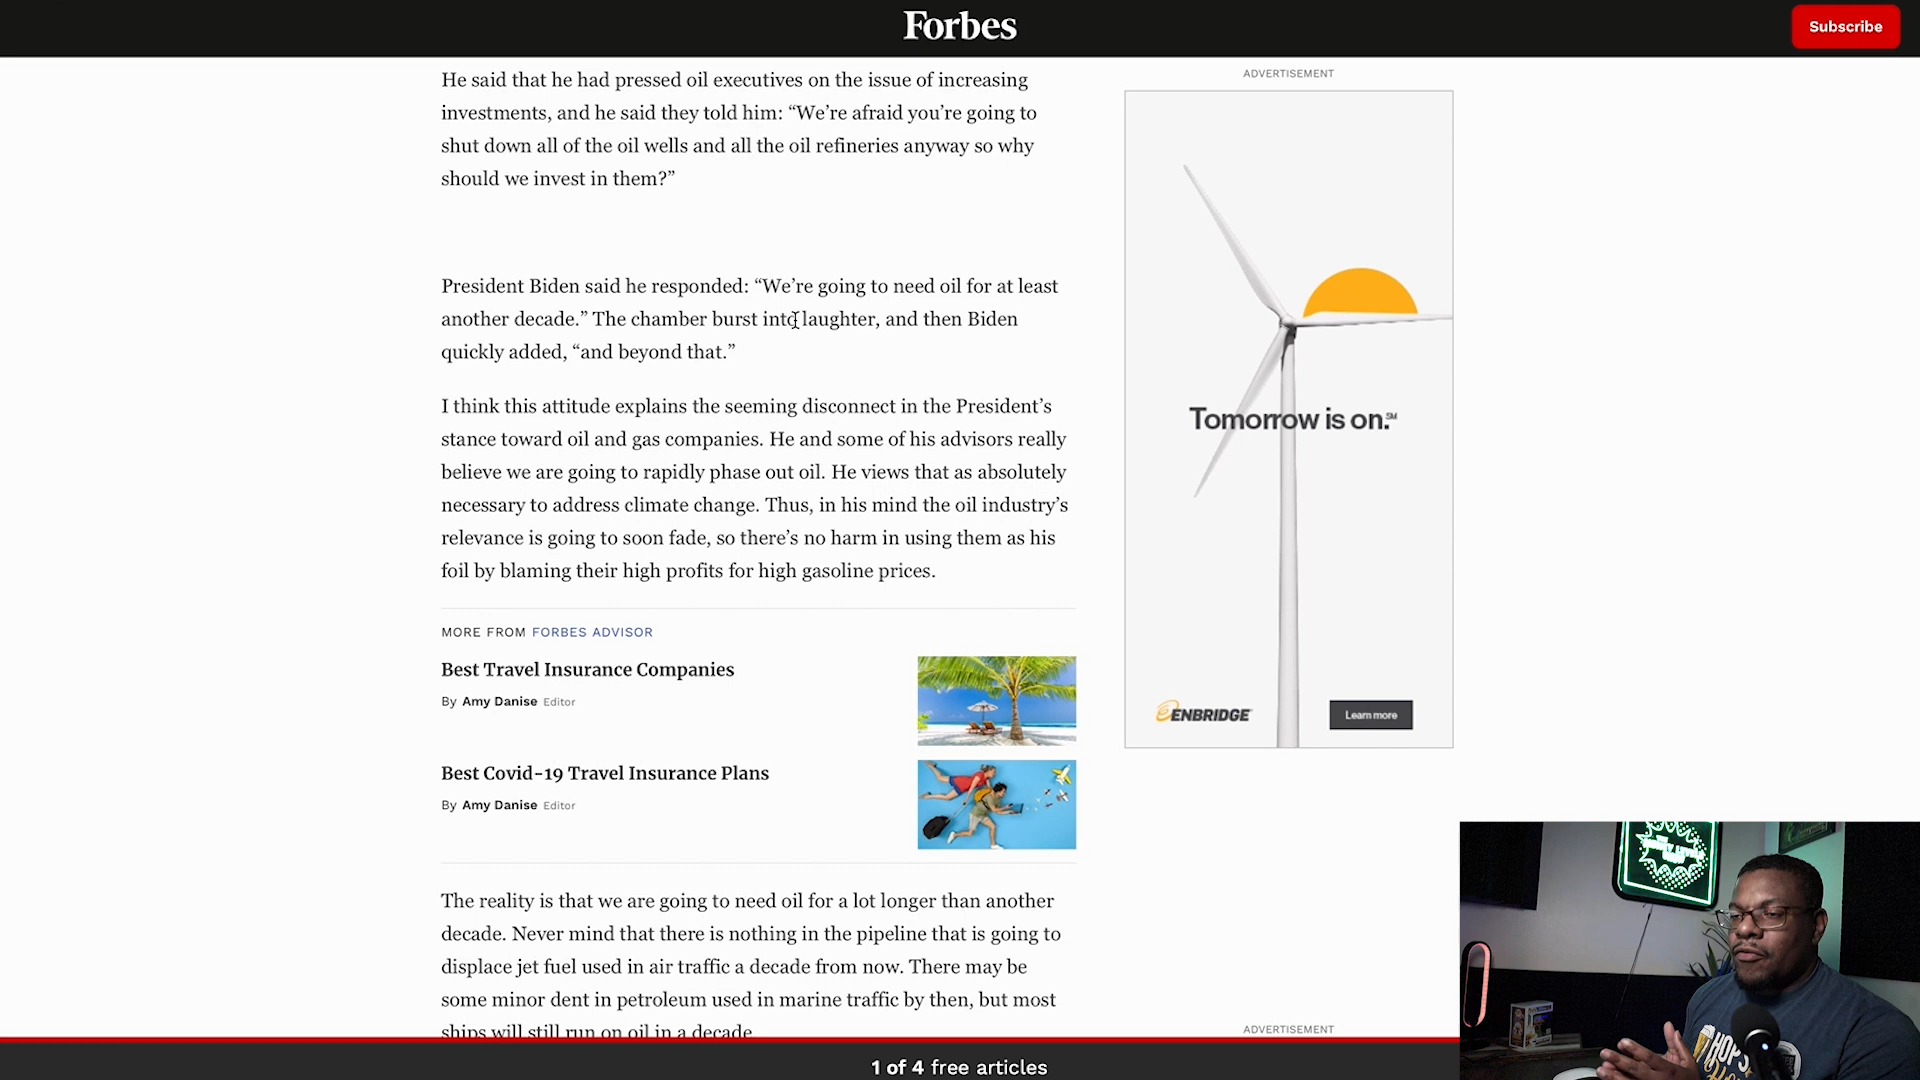 Forbes
Subscribe
He said that he had pressed oil executives on the issue of increasing
investments, and he said they told him: “We’re afraid you’re going to
shut down all of the oil wells and all the oil refineries anyway so why
should we invest in them?”
President Biden said he responded: “We’re going to need oil for at least
another decade.” The chamber burst into laughter, and then Biden
quickly added, “and beyond that.”
I think this attitude explains the seeming disconnect in the President’s
stance toward oil and gas companies. He and some of his advisors really
believe we are going to rapidly phase out oil. He views that as absolutely
necessary to address climate change. Thus, in his mind the oil industry’s
relevance is going to soon fade, so there’s no harm in using them as his
foil by blaming their high profits for high gasoline prices.
MORE FROM FORBES ADVISOR
Best Travel Insurance Companies
By Amy Danise Editor
Best Covid-19 Travel Insurance Plans
By Amy Danise Editor
The reality is that we are going to need oil for a lot longer than another
decade. Never mind that there is nothing in the pipeline that is going to
displace jet fuel used in air traffic a decade from now. There may be
some minor dent in petroleum used in marine traffic by then, but most
ships will still run on oil in a decade
ADVERTISEMENT
Tomorrow is on.℠
ENBRIDGE
Learn more
ADVERTISEMENT
HOPS
1 of 4 free articles